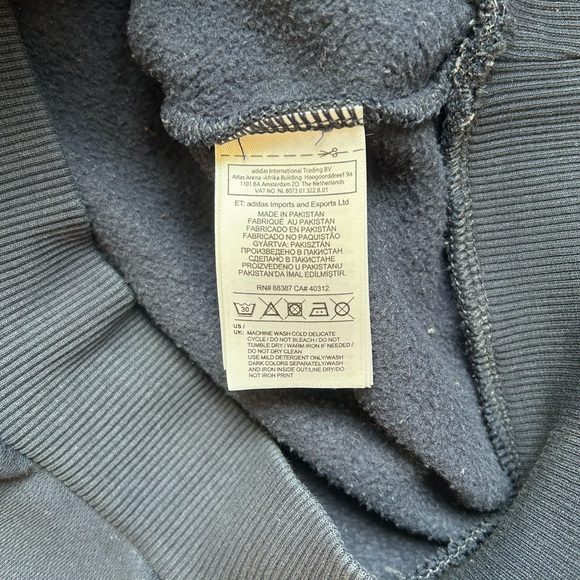 adidas International Trading BV
Atlas Arena -Afrika Building Hoogoorddreef 9a
1101 BA Amsterdam ZO The Netherlands
VAT NO. NL 8073.01.322.B.01
ET: adidas Imports and Exports Ltd
MADE IN PAKISTAN
FABRIQUÉ AU PAKISTAN
FABRICADO EN PAKISTÁN
FABRICADO NO PAQUISTÃO
GYÁRTVA: PAKISZTÁN
ПРОИЗВЕДЕНО В ПАКИСТАН
СДЕЛАНО В ПАКИСТАНЕ
PROIZVEDENO U PAKISTANU
PAKİSTAN'DA İMAL EDİLMİŞTİR.
RN# 88387 CA# 40312
30
US /
UK: MACHINE WASH COLD DELICATE
CYCLE / DO NOT BLEACH / DO NOT
TUMBLE DRY / WARM IRON IF NEEDED /
DO NOT DRY CLEAN
USE MILD DETERGENT ONLY/WASH
DARK COLORS SEPARATELY/WASH
AND IRON INSIDE OUT/LINE DRY/DO
NOT IRON PRINT